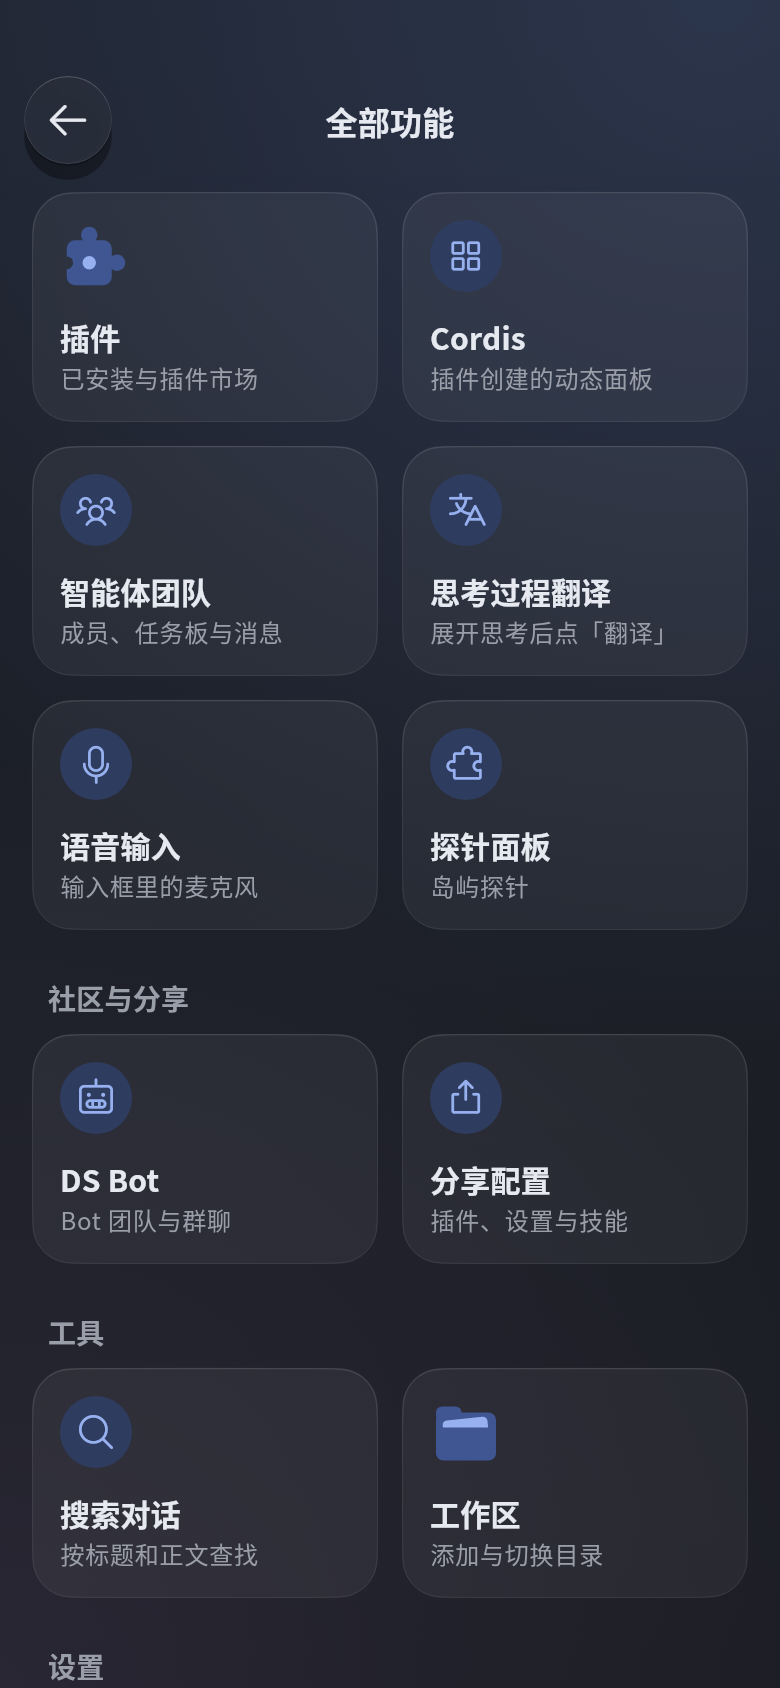 全部功能
插件
已安装与插件市场
Cordis
插件创建的动态面板
智能体团队
成员、任务板与消息
思考过程翻译
展开思考后点「翻译」
语音输入
输入框里的麦克风
探针面板
岛屿探针
社区与分享
DS Bot
Bot 团队与群聊
分享配置
插件、设置与技能
工具
搜索对话
按标题和正文查找
工作区
添加与切换目录
设置